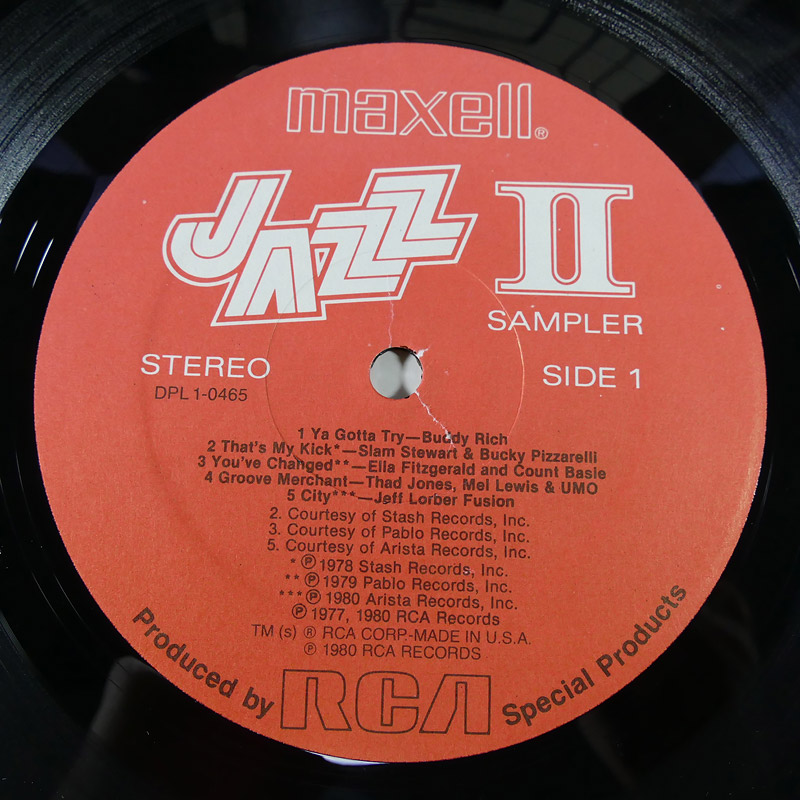 maxell®
JAZZ II
SAMPLER
STEREO
SIDE 1
DPL 1-0465
1 Ya Gotta Try—Buddy Rich
2 That's My Kick*—Slam Stewart & Bucky Pizzarelli
3 You've Changed**—Ella Fitzgerald and Count Basie
4 Groove Merchant—Thad Jones, Mel Lewis & UMO
5 City***—Jeff Lorber Fusion
2. Courtesy of Stash Records, Inc.
3. Courtesy of Pablo Records, Inc.
5. Courtesy of Arista Records, Inc.
* ℗ 1978 Stash Records, Inc.
** ℗ 1979 Pablo Records, Inc.
*** ℗ 1980 Arista Records, Inc.
℗ 1977, 1980 RCA Records
TM (s) ® RCA CORP-MADE IN U.S.A.
℗ 1980 RCA RECORDS
Produced by RCA Special Products